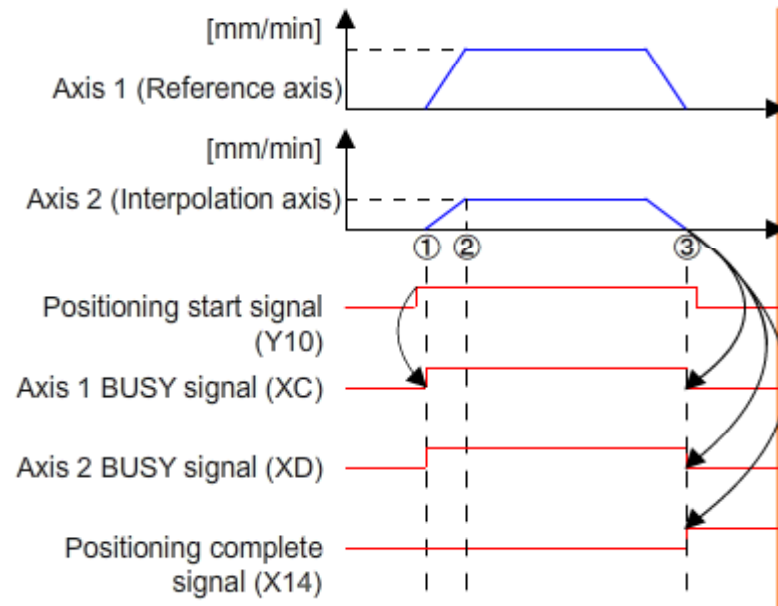 [mm/min]
Axis 1 (Reference axis)
[mm/min]
Axis 2 (Interpolation axis)
① ② ③
Positioning start signal
(Y10)
Axis 1 BUSY signal (XC)
Axis 2 BUSY signal (XD)
Positioning complete
signal (X14)